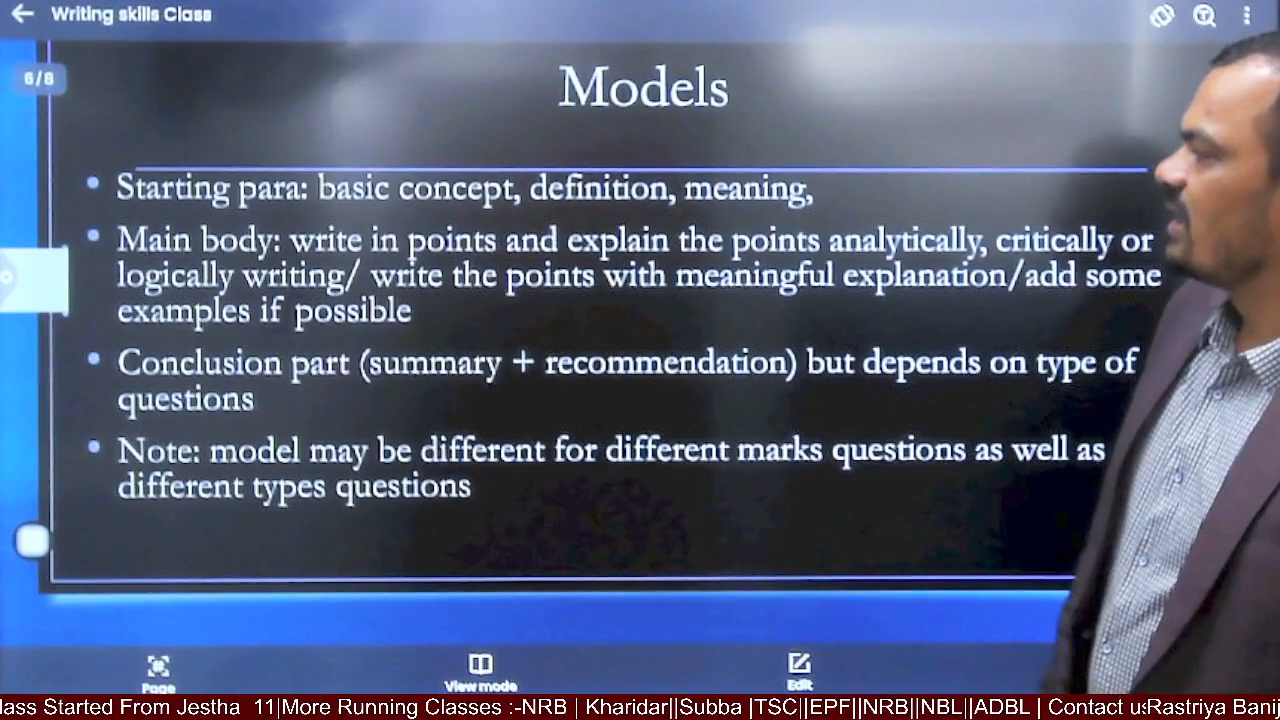 Writing skills Class
6/8
Models
Starting para: basic concept, definition, meaning,
Main body: write in points and explain the points analytically, critically or
logically writing/ write the points with meaningful explanation/add some
examples if possible
Conclusion part (summary + recommendation) but depends on type of
questions
Note: model may be different for different marks questions as well as
different types questions
Page
View mode
Edit
lass Started From Jestha 11|More Running Classes :-NRB | Kharidar||Subba |TSC||EPF||NRB||NBL||ADBL | Contact us Rastriya Bani